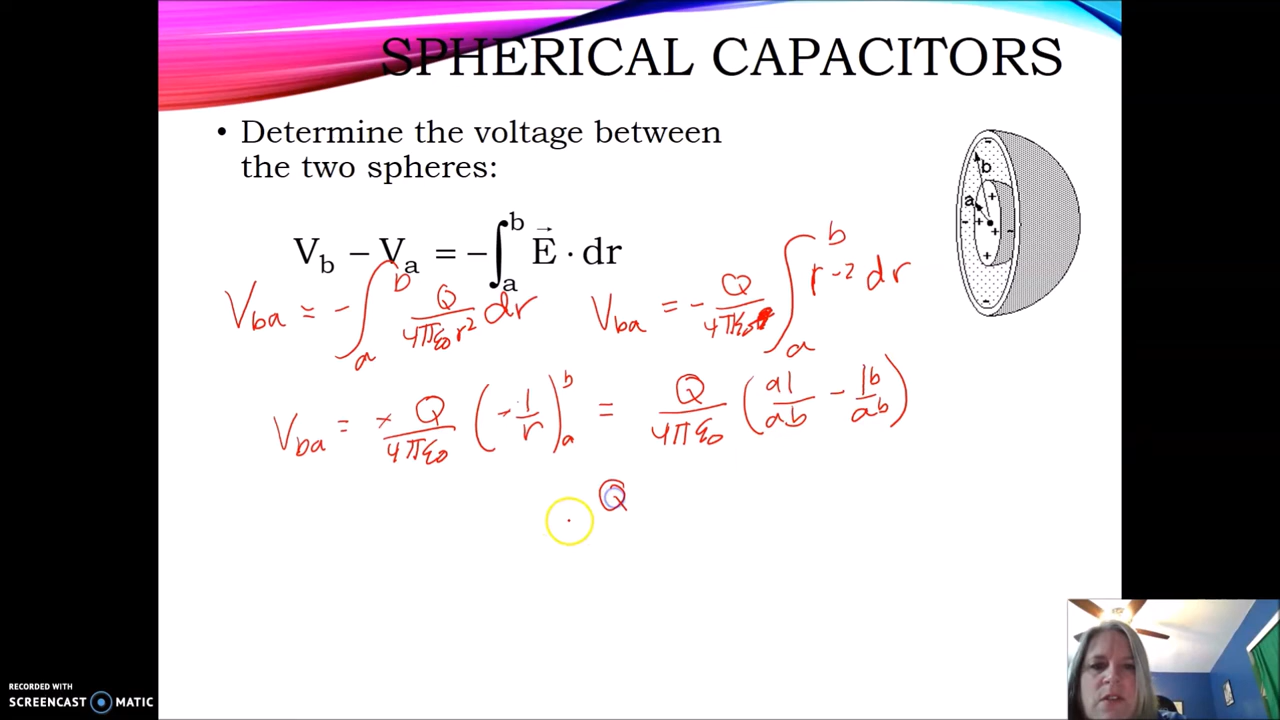 SPHERICAL CAPACITORS
• Determine the voltage between
the two spheres:
V_b − V_a = −∫_a^b E⃗ · dr
V_ba = − ∫_a^b Q/(4πε₀r²) dr
V_ba = − Q/(4πε₀) ∫_a^b r⁻² dr
V_ba = + Q/(4πε₀) (+ 1/r)_a^b = Q/(4πε₀) (a1/ab − 1b/ab)
Q
b
a
RECORDED WITH
SCREENCAST MATIC